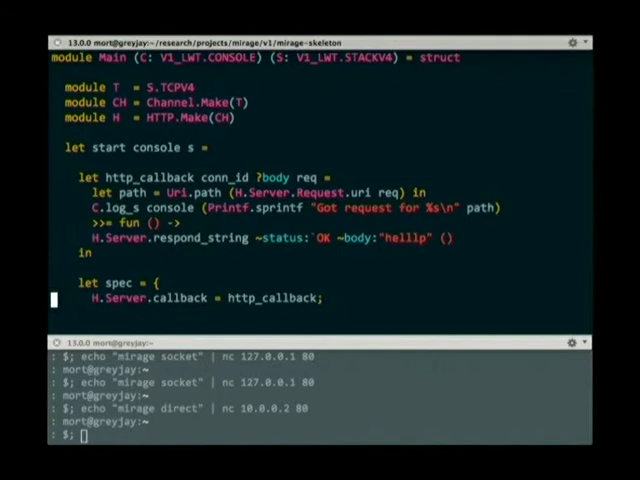 13.0.0 mort@greyjay:~/research/projects/mirage/v1/mirage-skeleton
module Main (C: V1_LWT.CONSOLE) (S: V1_LWT.STACKV4) = struct
module T = S.TCPV4
module CH = Channel.Make(T)
module H = HTTP.Make(CH)
let start console s =
let http_callback conn_id ?body req =
let path = Uri.path (H.Server.Request.uri req) in
C.log_s console (Printf.sprintf "Got request for %s\n" path)
>>= fun () ->
H.Server.respond_string ~status:`OK ~body:"helllp" ()
in
let spec = {
H.Server.callback = http_callback;
13.0.0 mort@greyjay:~
: $; echo "mirage socket" | nc 127.0.0.1 80
: mort@greyjay:~
: $; echo "mirage socket" | nc 127.0.0.1 80
: mort@greyjay:~
: $; echo "mirage direct" | nc 10.0.0.2 80
: mort@greyjay:~
: $;